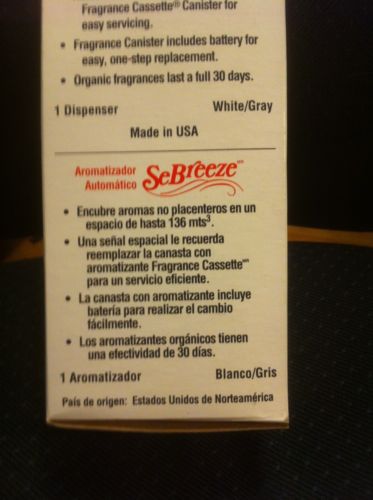 Fragrance Cassette® Canister for
easy servicing.
• Fragrance Canister includes battery for
easy, one-step replacement.
• Organic fragrances last a full 30 days.
1 Dispenser White/Gray
Made in USA
Aromatizador
Automático
SeBreeze℠
• Encubre aromas no placenteros en un
espacio de hasta 136 mts³.
• Una señal espacial le recuerda
reemplazar la canasta con
aromatizante Fragrance Cassette℠
para un servicio eficiente.
• La canasta con aromatizante incluye
batería para realizar el cambio
fácilmente.
• Los aromatizantes orgánicos tienen
una efectividad de 30 días.
1 Aromatizador Blanco/Gris
País de origen: Estados Unidos de Norteamérica